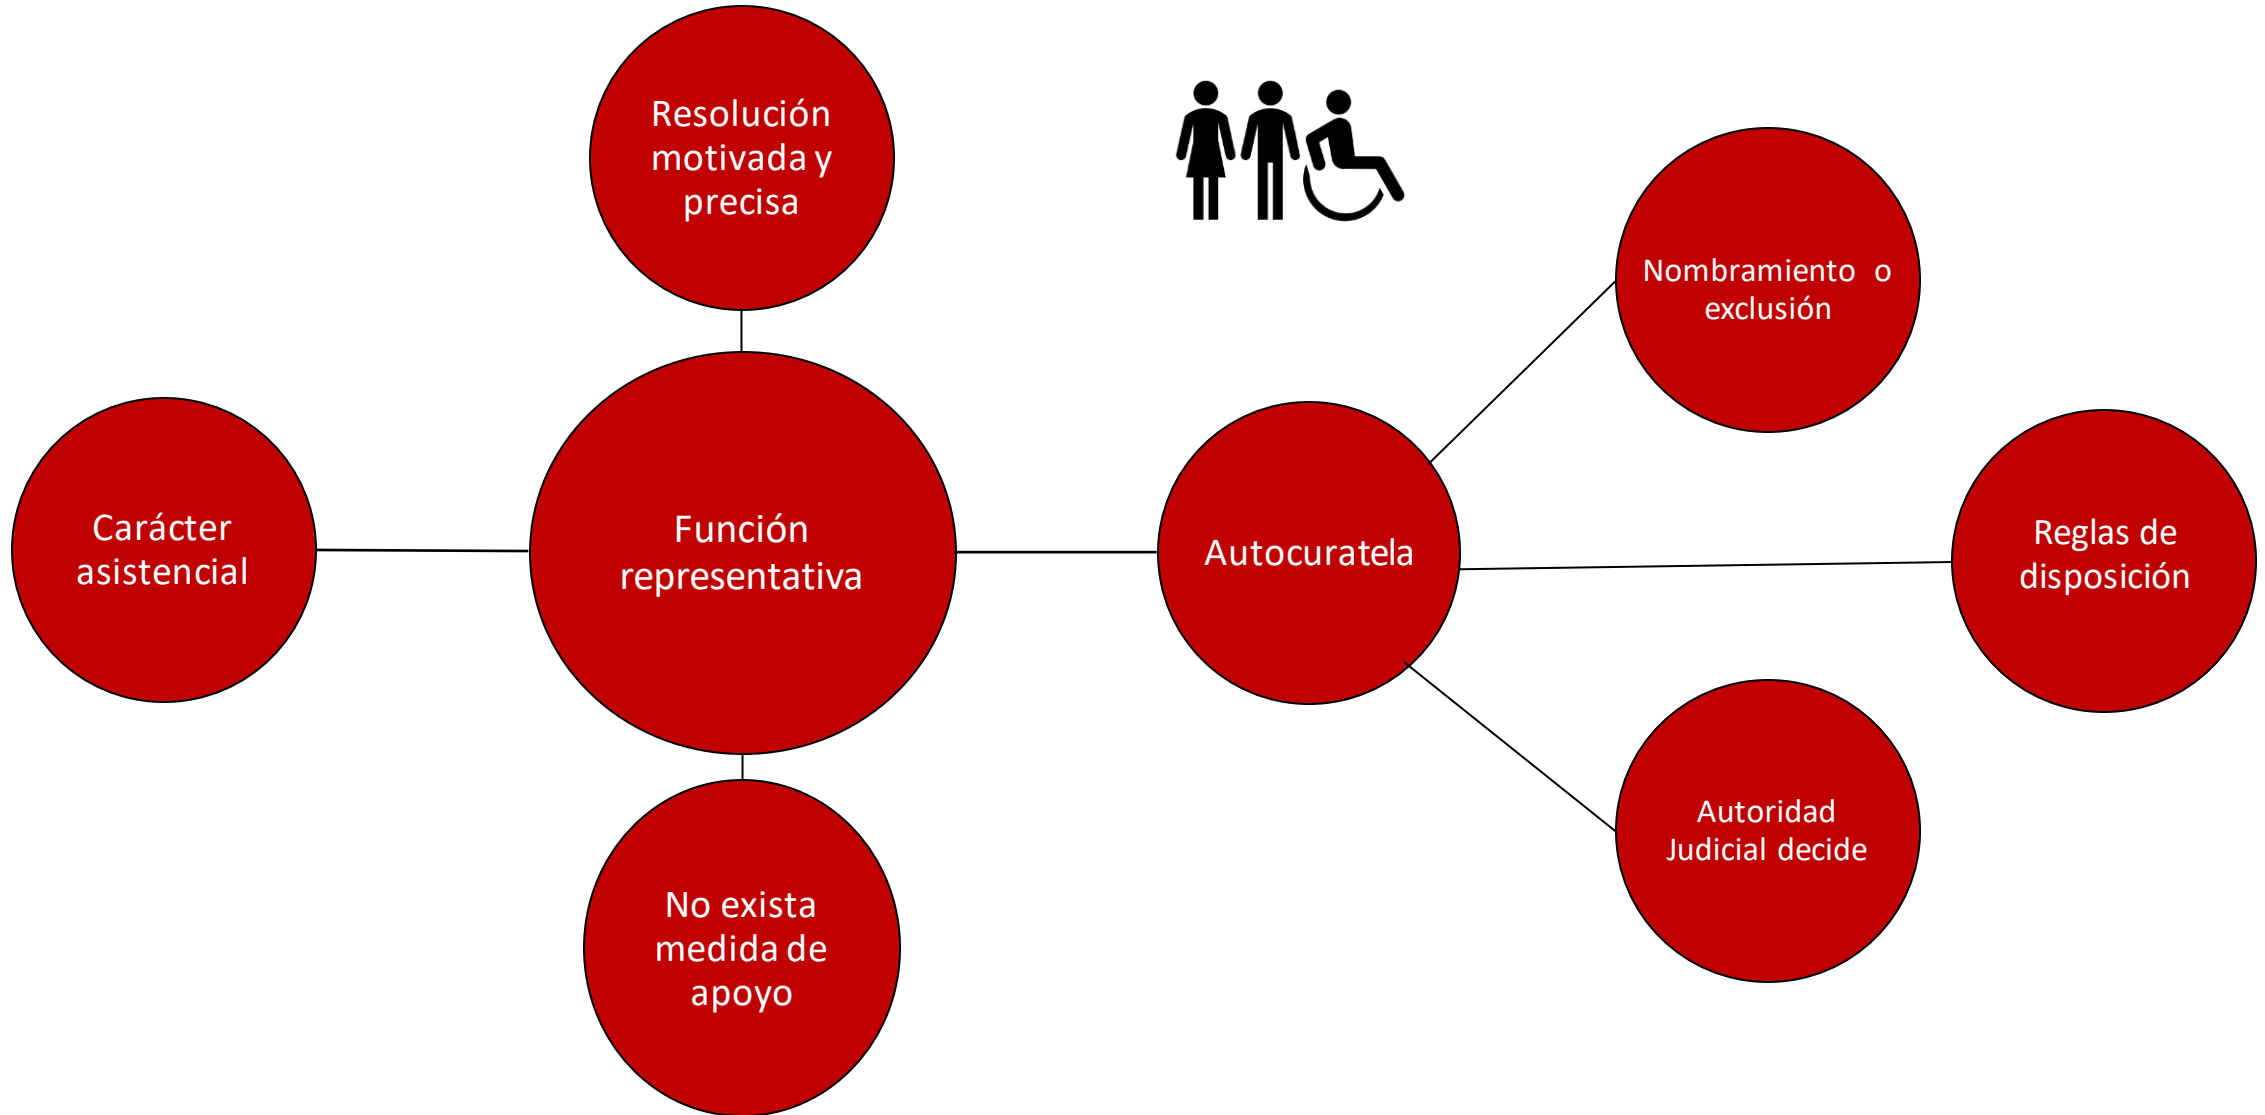 Resolución
motivada y
precisa
Nombramiento o
exclusión
Carácter
asistencial
Función
representativa
Autocuratela
Reglas de
disposición
Autoridad
Judicial decide
No exista
medida de
apoyo